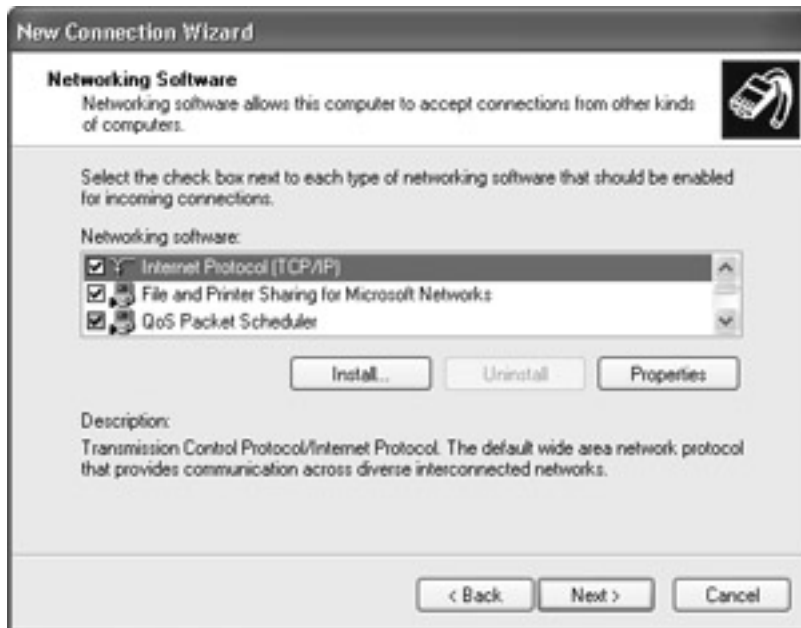 New Connection Wizard
Networking Software
Networking software allows this computer to accept connections from other kinds
of computers.
Select the check box next to each type of networking software that should be enabled
for incoming connections.
Networking software:
Internet Protocol (TCP/IP)
File and Printer Sharing for Microsoft Networks
QoS Packet Scheduler
Install...
Uninstall
Properties
Description:
Transmission Control Protocol/Internet Protocol. The default wide area network protocol
that provides communication across diverse interconnected networks.
< Back
Next >
Cancel